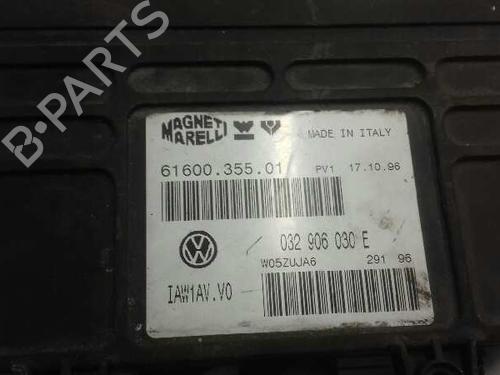 MAGNETI MARELLI MADE IN ITALY
61600.355.01 PV1 17.10.96
032 906 030 E
W05ZUJA6 291 96
IAW1AV.V0
B-PARTS